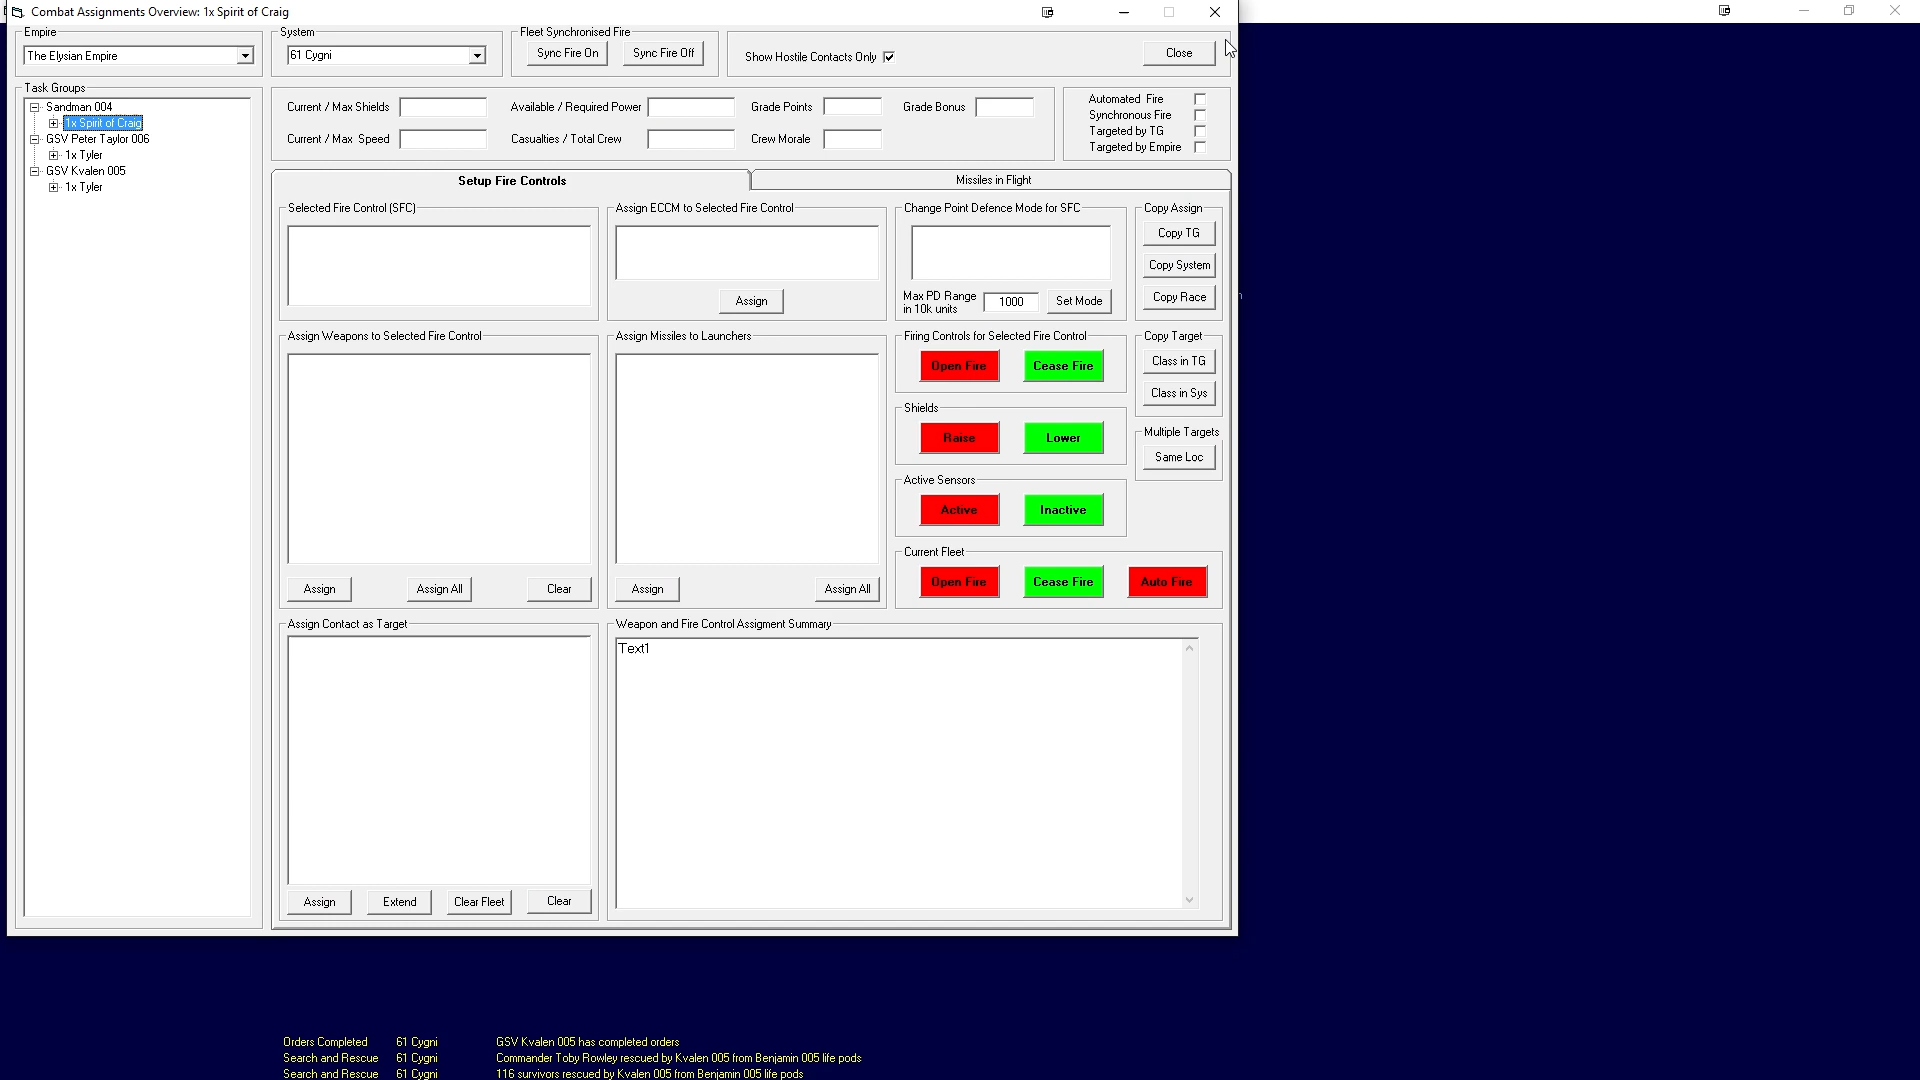 Combat Assignments Overview: 1x Spirit of Craig
Empire
The Elysian Empire
System
61 Cygni
Fleet Synchronised Fire
Sync Fire On
Sync Fire Off
Show Hostile Contacts Only
Close
Task Groups
Sandman 004
1x Spirit of Craig
GSV Peter Taylor 006
1x Tyler
GSV Kvalen 005
1x Tyler
Current / Max Shields
Available / Required Power
Grade Points
Grade Bonus
Current / Max Speed
Casualties / Total Crew
Crew Morale
Automated Fire
Synchronous Fire
Targeted by TG
Targeted by Empire
Setup Fire Controls
Missiles in Flight
Selected Fire Control (SFC)
Assign ECCM to Selected Fire Control
Assign
Change Point Defence Mode for SFC
Max PD Range
in 10k units
1000
Set Mode
Copy Assign
Copy TG
Copy System
Copy Race
Assign Weapons to Selected Fire Control
Assign
Assign All
Clear
Assign Missiles to Launchers
Assign
Assign All
Firing Controls for Selected Fire Control
Open Fire
Cease Fire
Shields
Raise
Lower
Active Sensors
Active
Inactive
Current Fleet
Open Fire
Cease Fire
Auto Fire
Copy Target
Class in TG
Class in Sys
Multiple Targets
Same Loc
Assign Contact as Target
Assign
Extend
Clear Fleet
Clear
Weapon and Fire Control Assigment Summary
Text1
Orders Completed 61 Cygni GSV Kvalen 005 has completed orders
Search and Rescue 61 Cygni Commander Toby Rowley rescued by Kvalen 005 from Benjamin 005 life pods
Search and Rescue 61 Cygni 116 survivors rescued by Kvalen 005 from Benjamin 005 life pods